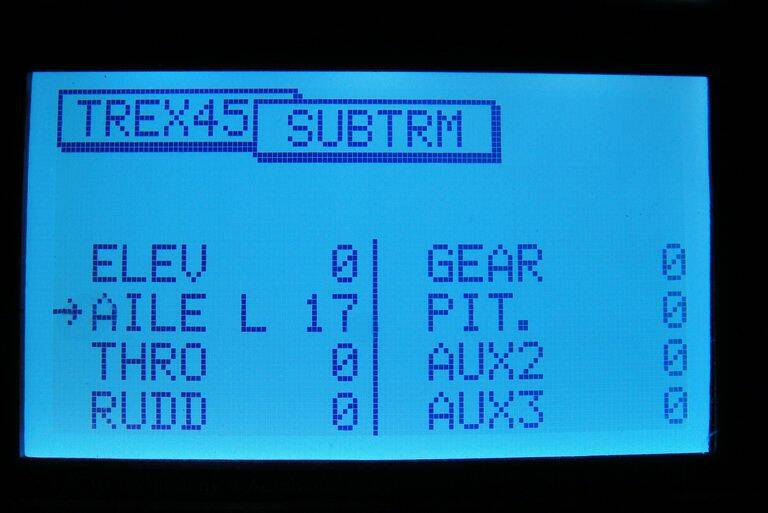 TREX45 SUBTRM
ELEV 0 GEAR 0
→AILE L 17 PIT. 0
THRO 0 AUX2 0
RUDD 0 AUX3 0